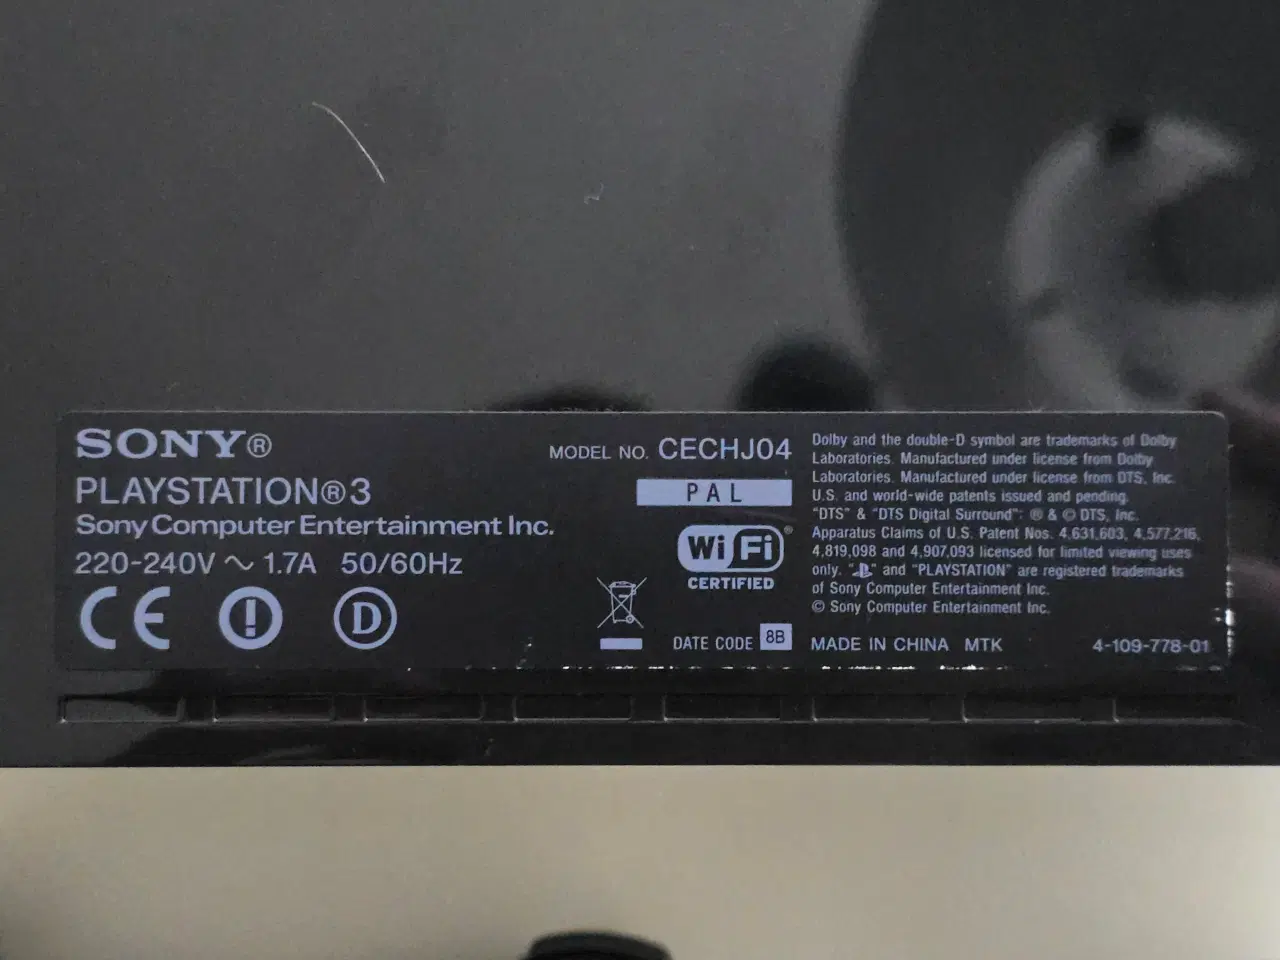 SONY®
PLAYSTATION®3
Sony Computer Entertainment Inc.
220-240V ~ 1.7A 50/60Hz
CE
D
MODEL NO. CECHJ04
PAL
Wi Fi ®
CERTIFIED
DATE CODE 8B
Dolby and the double-D symbol are trademarks of Dolby
Laboratories. Manufactured under license from Dolby
Laboratories. Manufactured under license from DTS, Inc.
U.S. and world-wide patents issued and pending.
"DTS" & "DTS Digital Surround": ® & © DTS, Inc.
Apparatus Claims of U.S. Patent Nos. 4,631,603, 4,577,216,
4,819,098 and 4,907,093 licensed for limited viewing uses
only. "PS" and "PLAYSTATION" are registered trademarks
of Sony Computer Entertainment Inc.
© Sony Computer Entertainment Inc.
MADE IN CHINA MTK
4-109-778-01